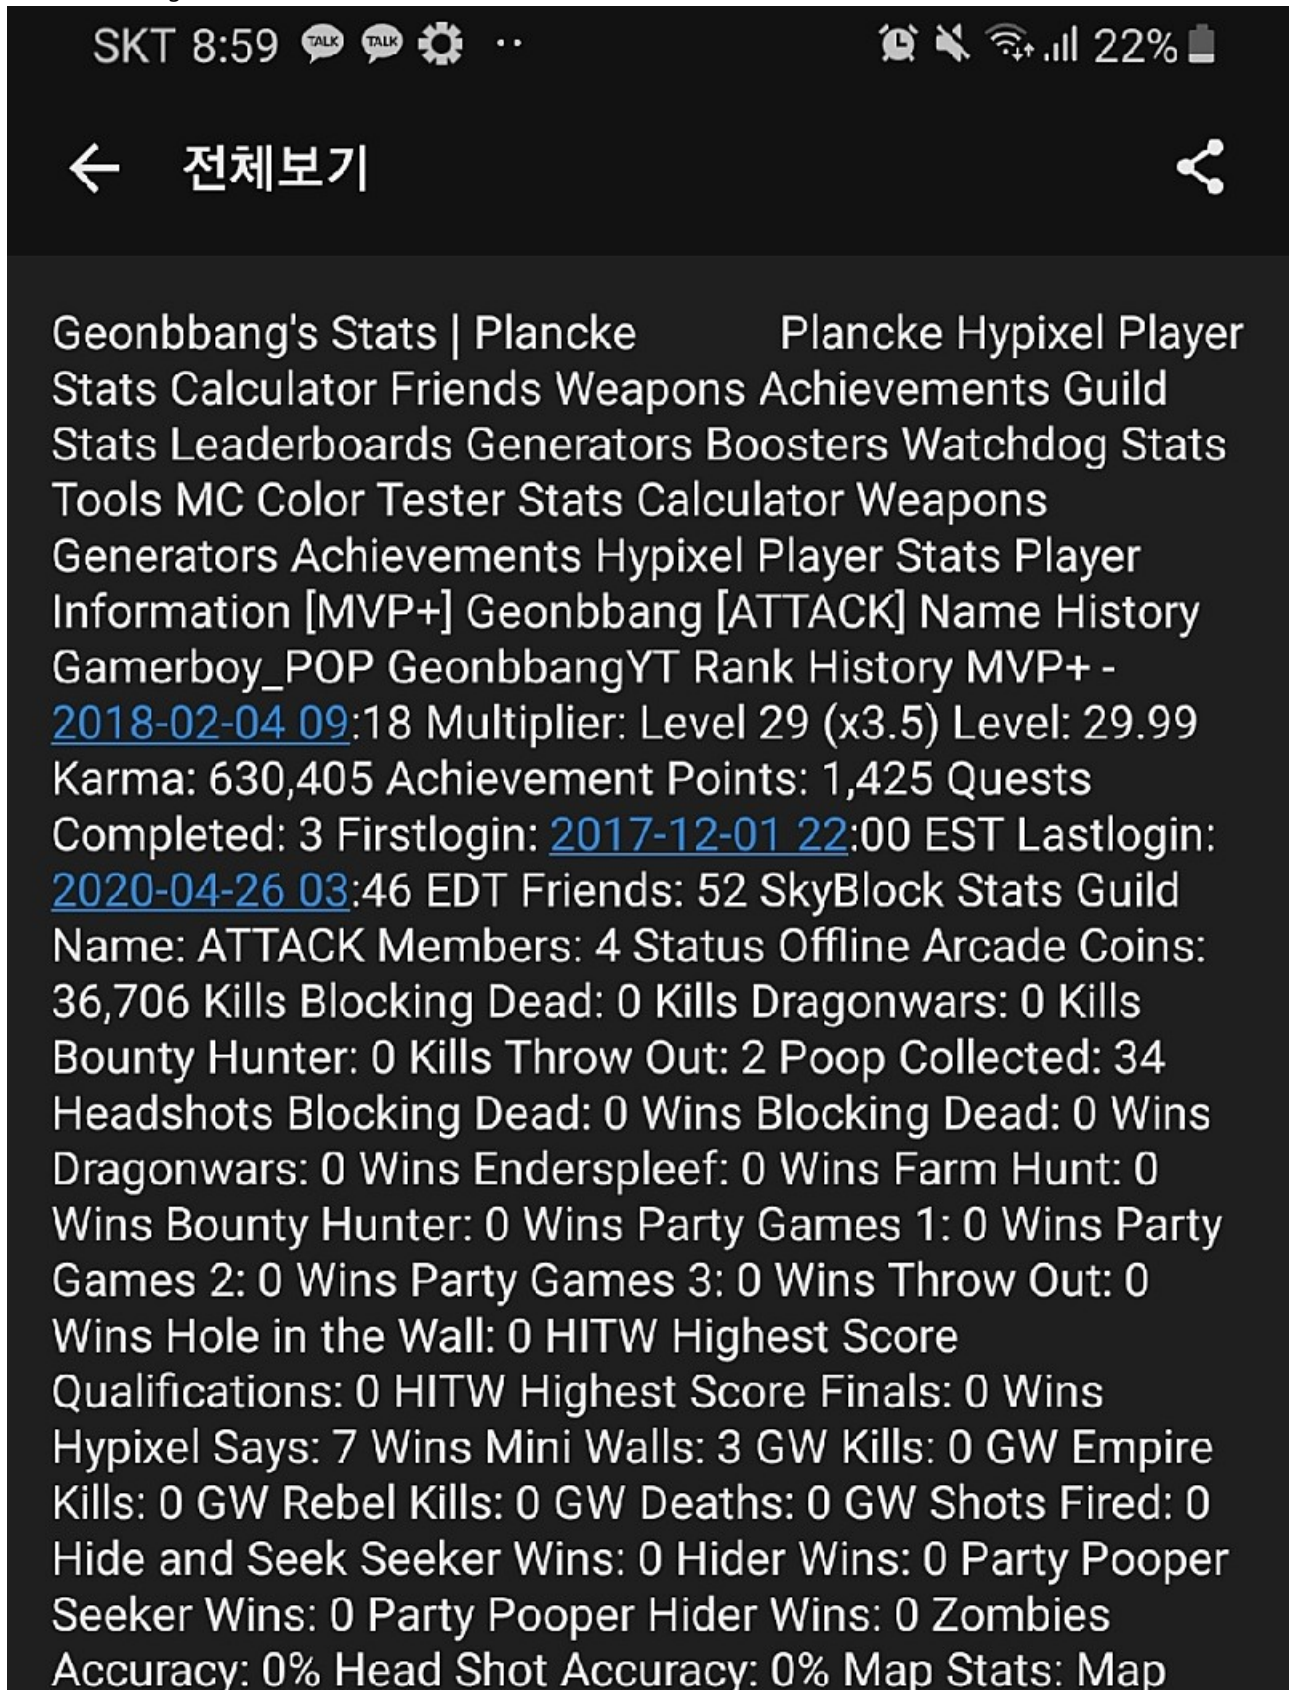 SKT 8:59 TALK TALK 22%
전체보기
Geonbbang's Stats | Plancke Plancke Hypixel Player
Stats Calculator Friends Weapons Achievements Guild
Stats Leaderboards Generators Boosters Watchdog Stats
Tools MC Color Tester Stats Calculator Weapons
Generators Achievements Hypixel Player Stats Player
Information [MVP+] Geonbbang [ATTACK] Name History
Gamerboy_POP GeonbbangYT Rank History MVP+ -
2018-02-04 09:18 Multiplier: Level 29 (x3.5) Level: 29.99
Karma: 630,405 Achievement Points: 1,425 Quests
Completed: 3 Firstlogin: 2017-12-01 22:00 EST Lastlogin:
2020-04-26 03:46 EDT Friends: 52 SkyBlock Stats Guild
Name: ATTACK Members: 4 Status Offline Arcade Coins:
36,706 Kills Blocking Dead: 0 Kills Dragonwars: 0 Kills
Bounty Hunter: 0 Kills Throw Out: 2 Poop Collected: 34
Headshots Blocking Dead: 0 Wins Blocking Dead: 0 Wins
Dragonwars: 0 Wins Enderspleef: 0 Wins Farm Hunt: 0
Wins Bounty Hunter: 0 Wins Party Games 1: 0 Wins Party
Games 2: 0 Wins Party Games 3: 0 Wins Throw Out: 0
Wins Hole in the Wall: 0 HITW Highest Score
Qualifications: 0 HITW Highest Score Finals: 0 Wins
Hypixel Says: 7 Wins Mini Walls: 3 GW Kills: 0 GW Empire
Kills: 0 GW Rebel Kills: 0 GW Deaths: 0 GW Shots Fired: 0
Hide and Seek Seeker Wins: 0 Hider Wins: 0 Party Pooper
Seeker Wins: 0 Party Pooper Hider Wins: 0 Zombies
Accuracy: 0% Head Shot Accuracy: 0% Map Stats: Map